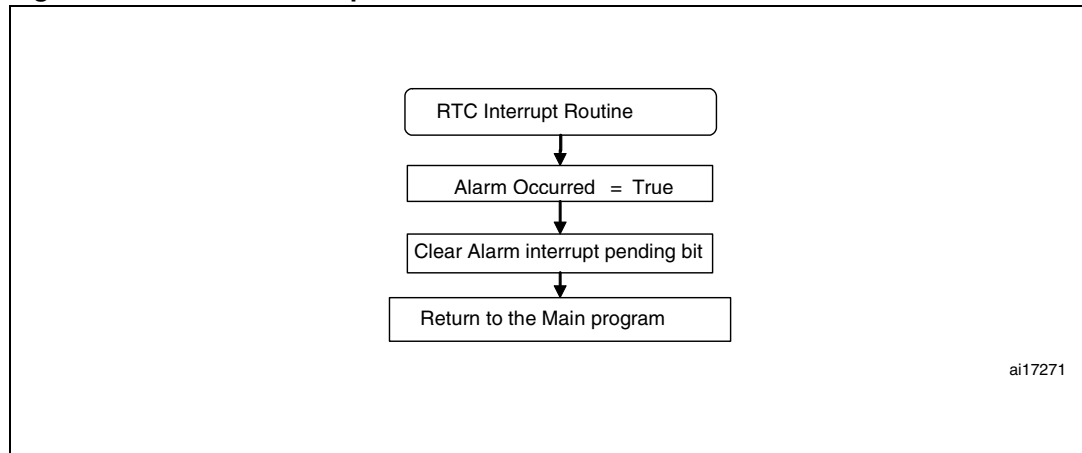 RTC Interrupt Routine
Alarm Occurred = True
Clear Alarm interrupt pending bit
Return to the Main program
ai17271